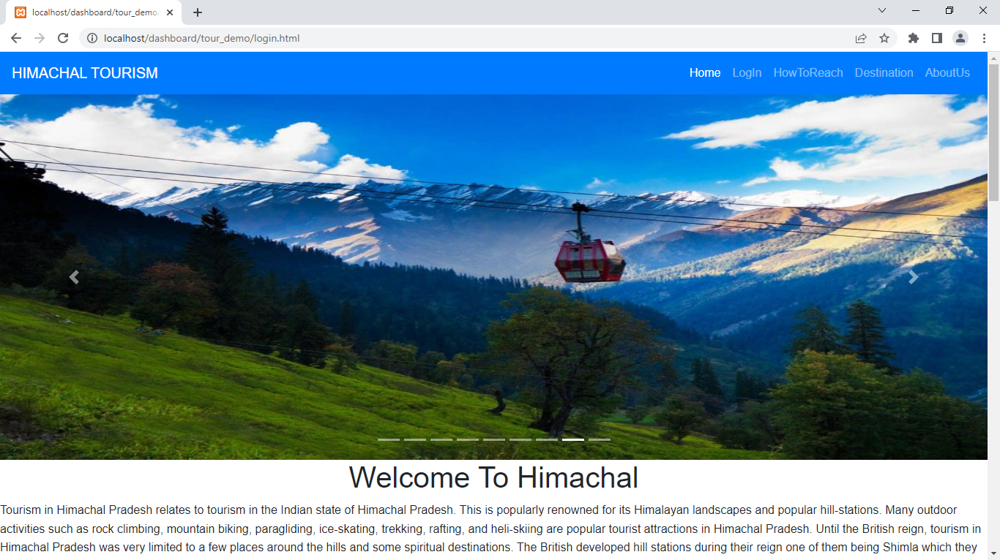 localhost/dashboard/tour_demo/
localhost/dashboard/tour_demo/login.html
HIMACHAL TOURISM
Home LogIn HowToReach Destination AboutUs
Welcome To Himachal
Tourism in Himachal Pradesh relates to tourism in the Indian state of Himachal Pradesh. This is popularly renowned for its Himalayan landscapes and popular hill-stations. Many outdoor
activities such as rock climbing, mountain biking, paragliding, ice-skating, trekking, rafting, and heli-skiing are popular tourist attractions in Himachal Pradesh. Until the British reign, tourism in
Himachal Pradesh was very limited to a few places around the hills and some spiritual destinations. The British developed hill stations during their reign one of them being Shimla which they